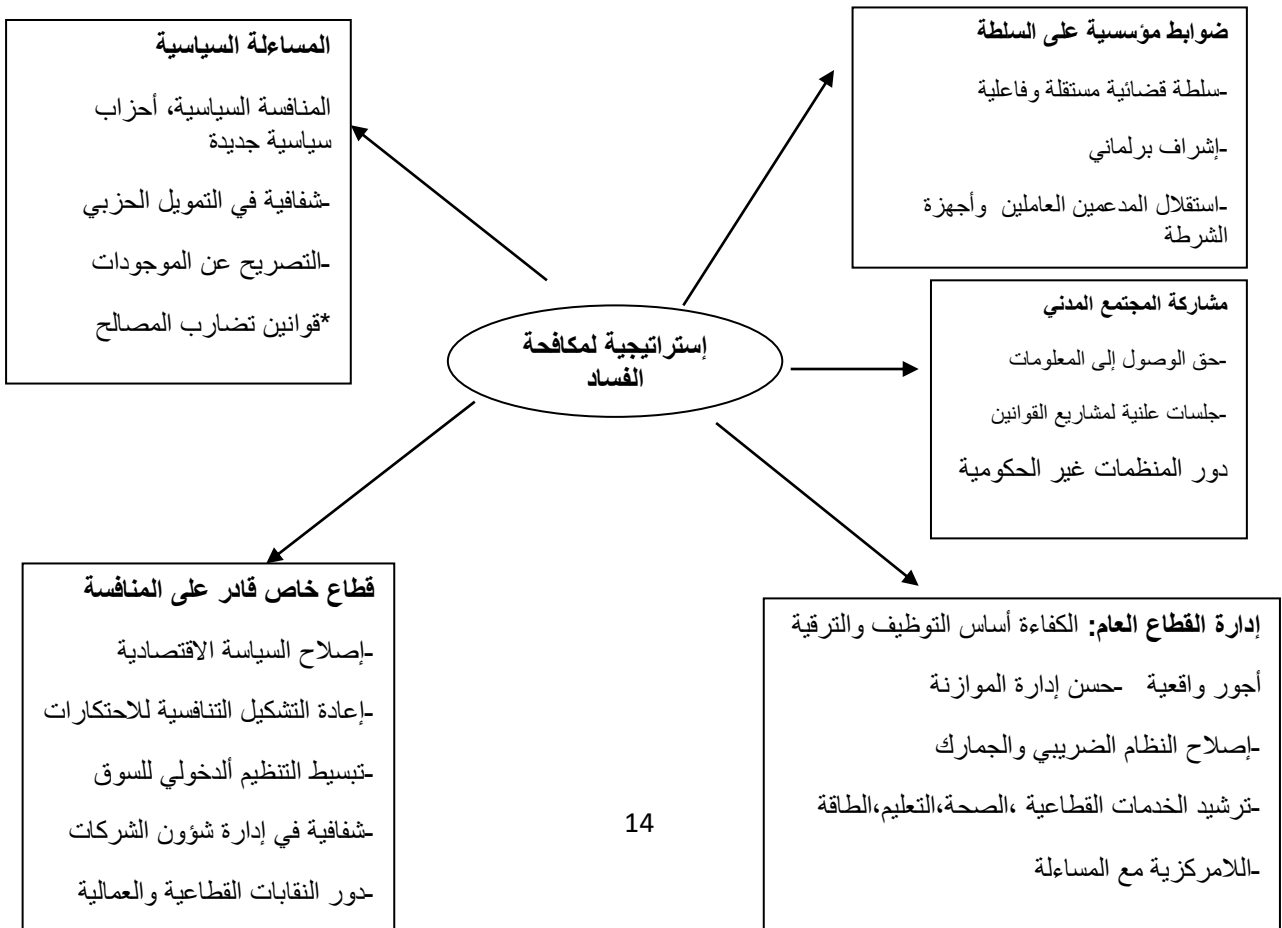 ضوابط مؤسسية على السلطة
-سلطة قضائية مستقلة وفاعلية
-إشراف برلماني
-استقلال المدعمين العاملين وأجهزة
الشرطة
المساءلة السياسية
المنافسة السياسية، أحزاب
سياسية جديدة
-شفافية في التمويل الحزبي
-التصريح عن الموجودات
*قوانين تضارب المصالح
مشاركة المجتمع المدني
-حق الوصول إلى المعلومات
-جلسات علنية لمشاريع القوانين
دور المنظمات غير الحكومية
إستراتيجية لمكافحة
الفساد
إدارة القطاع العام: الكفاءة أساس التوظيف والترقية
أجور واقعية -حسن إدارة الموازنة
-إصلاح النظام الضريبي والجمارك
-ترشيد الخدمات القطاعية ،الصحة،التعليم،الطاقة
-اللامركزية مع المساءلة
قطاع خاص قادر على المنافسة
-إصلاح السياسة الاقتصادية
-إعادة التشكيل التنافسية للاحتكارات
-تبسيط التنظيم ألدخولي للسوق
-شفافية في إدارة شؤون الشركات
-دور النقابات القطاعية والعمالية
14